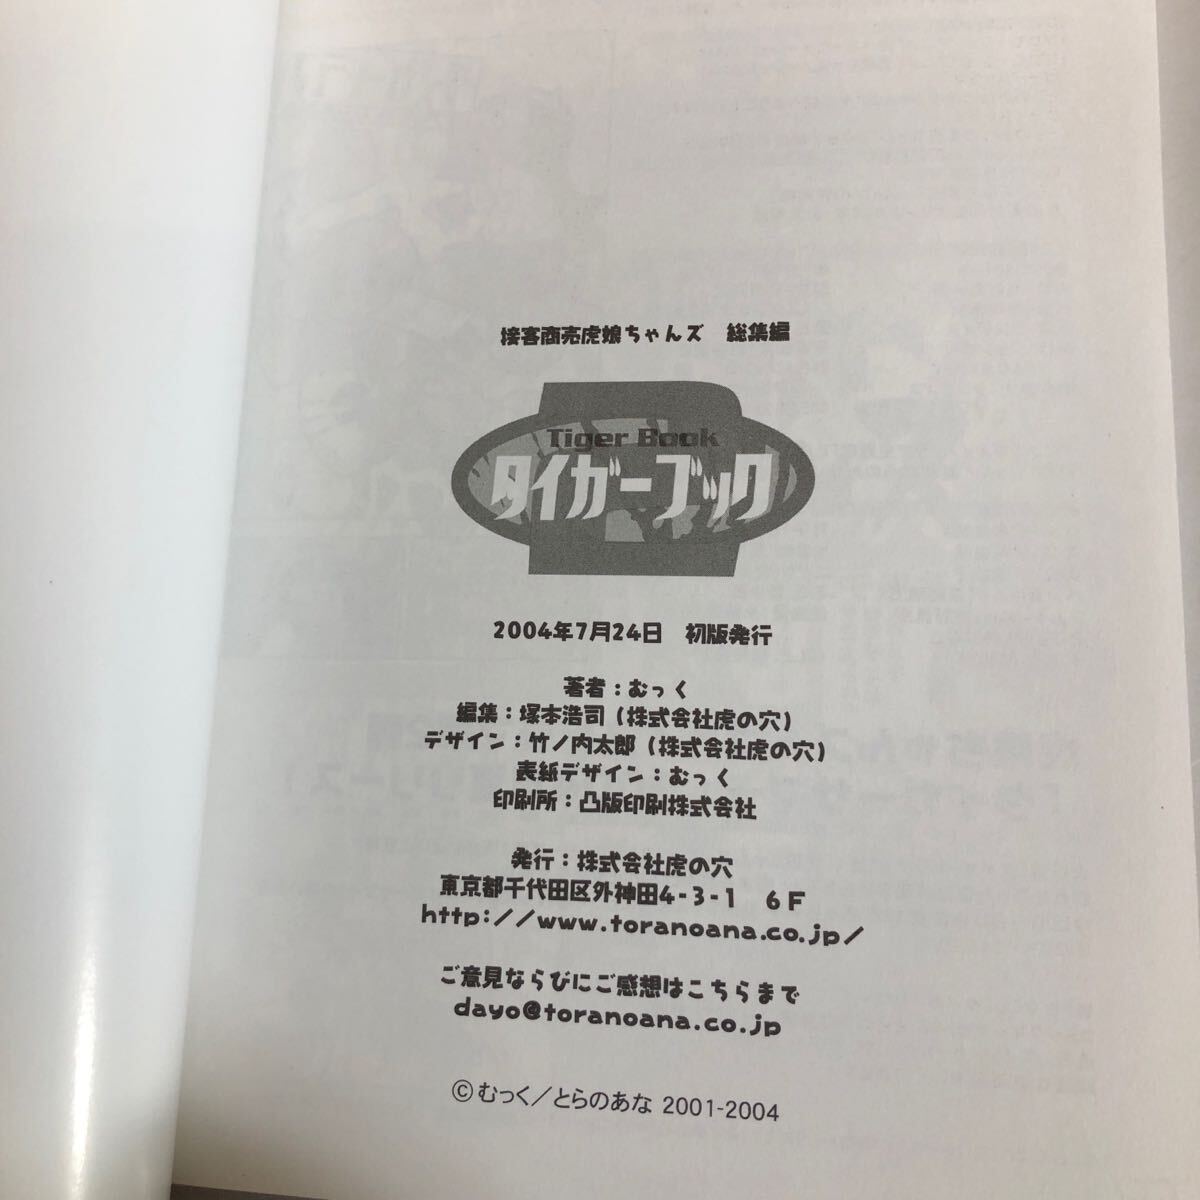 接客商売虎娘ちゃんズ　総集編
Tiger Book
タイガーブック
2
2004年7月24日　初版発行
著者：むっく
編集：塚本浩司（株式会社虎の穴）
デザイン：竹ノ内太郎（株式会社虎の穴）
表紙デザイン：むっく
印刷所：凸版印刷株式会社
発行：株式会社虎の穴
東京都千代田区外神田4-3-1　6F
http://www.toranoana.co.jp/
ご意見ならびにご感想はこちらまで
dayo@toranoana.co.jp
©むっく／とらのあな 2001-2004